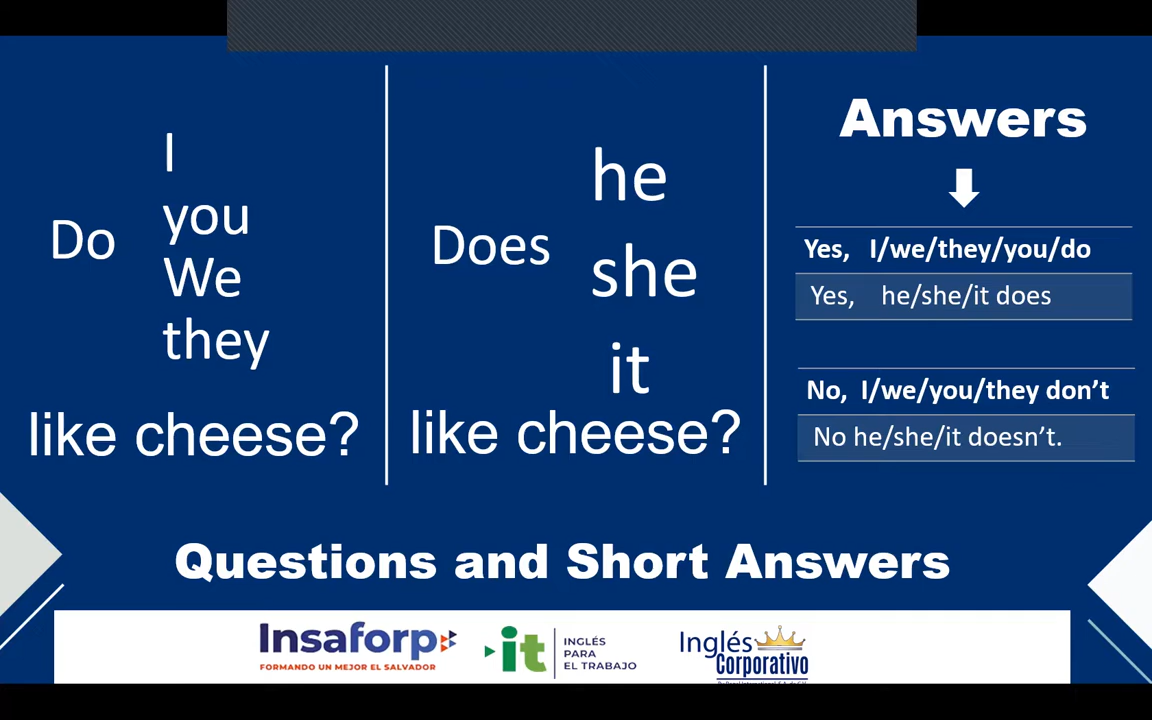 Do
I
you
We
they
like cheese?
Does
he
she
it
like cheese?
Answers
Yes, I/we/they/you/do
Yes, he/she/it does
No, I/we/you/they don't
No he/she/it doesn't.
Questions and Short Answers
Insaforp
FORMANDO UN MEJOR EL SALVADOR
it
INGLÉS
PARA
EL TRABAJO
Inglés
Corporativo